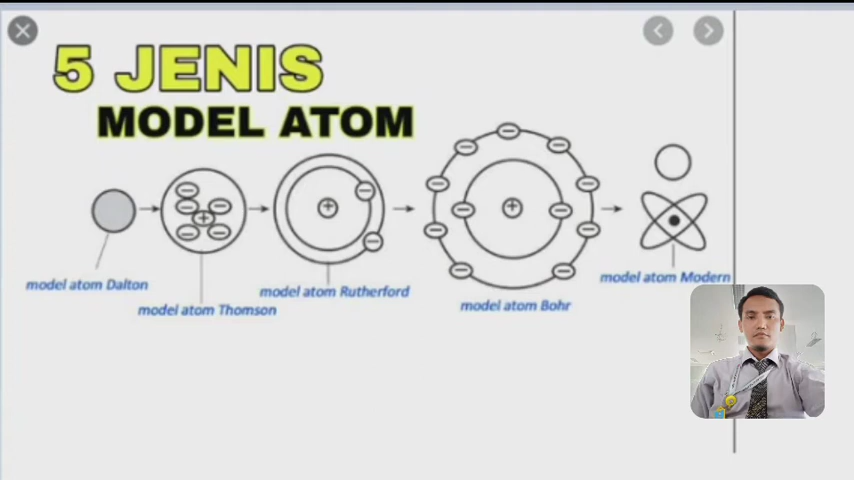 5 JENIS
MODEL ATOM
model atom Dalton
model atom Thomson
model atom Rutherford
model atom Bohr
model atom Modern